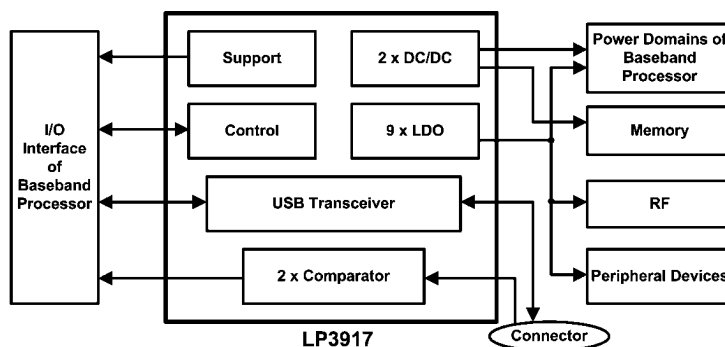 Support
2 x DC/DC
Power Domains of
Baseband
Processor
I/O
Interface
of
Baseband
Processor
Control
9 x LDO
Memory
USB Transceiver
RF
2 x Comparator
Peripheral Devices
LP3917
Connector